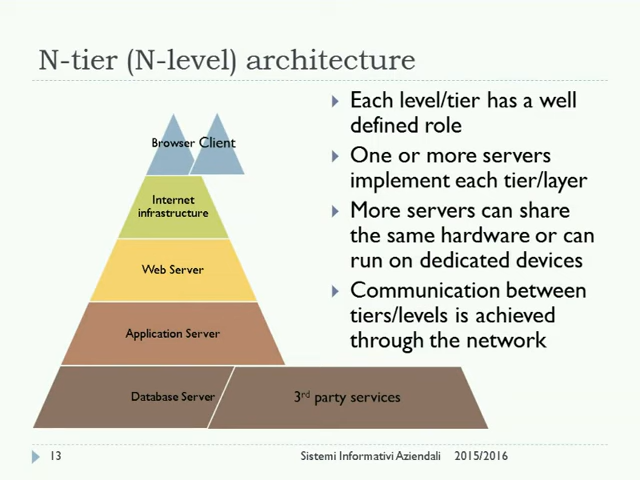 N-tier (N-level) architecture
Browser Client
Internet
infrastructure
Web Server
Application Server
Database Server
3rd party services
Each level/tier has a well
defined role
One or more servers
implement each tier/layer
More servers can share
the same hardware or can
run on dedicated devices
Communication between
tiers/levels is achieved
through the network
13
Sistemi Informativi Aziendali 2015/2016